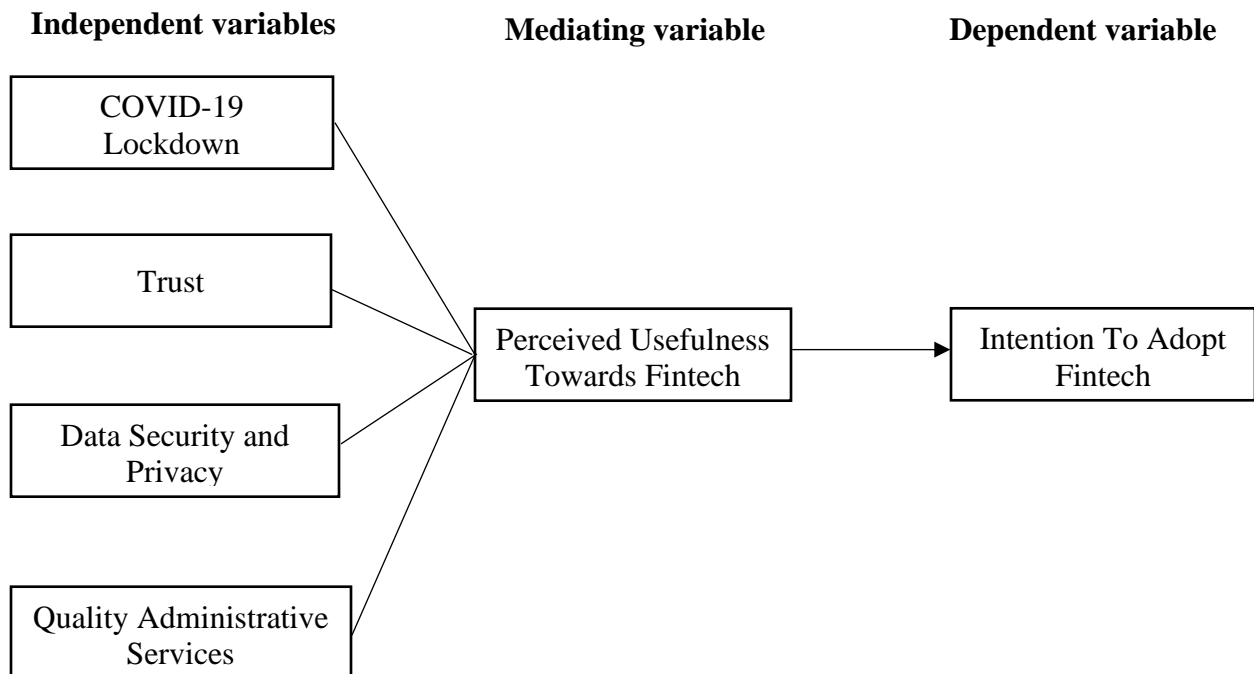 Independent variables
Mediating variable
Dependent variable
COVID-19
Lockdown
Trust
Data Security and
Privacy
Quality Administrative
Services
Perceived Usefulness
Towards Fintech
Intention To Adopt
Fintech